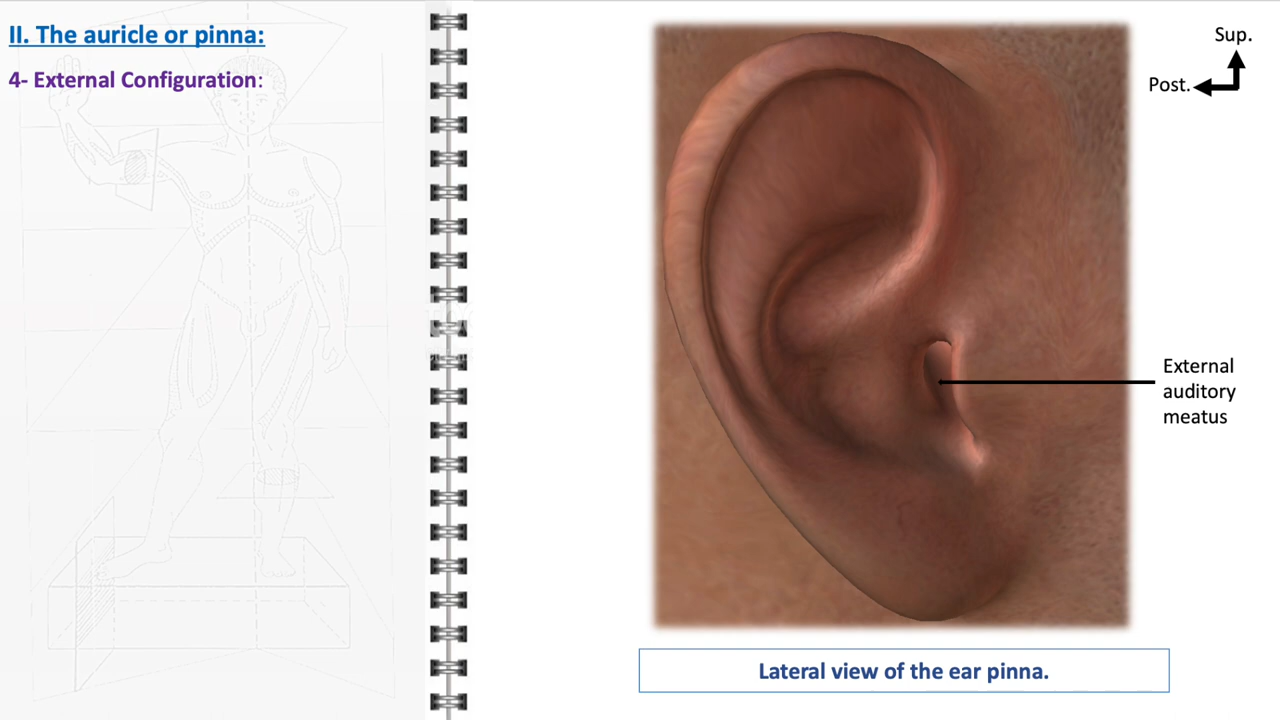 II. The auricle or pinna:
4- External Configuration:
Sup.
Post.
External
auditory
meatus
Lateral view of the ear pinna.